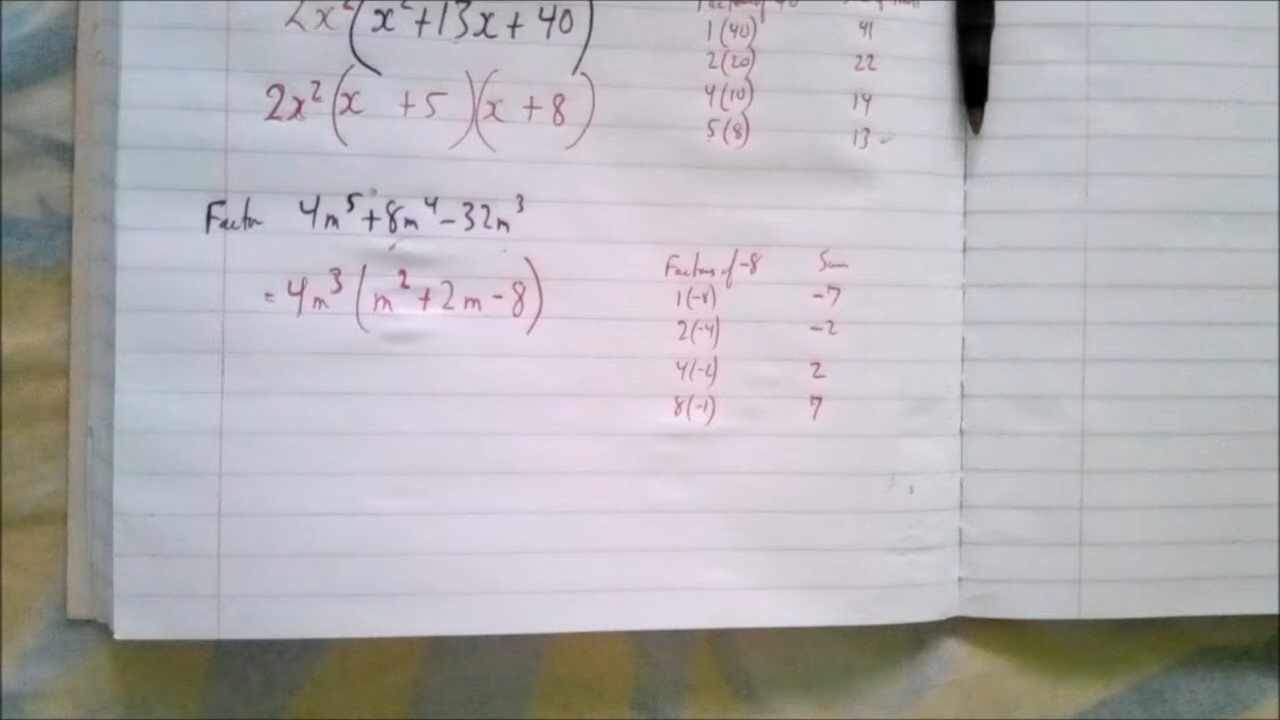 2x²(x²+13x+40)
1(40) 41
2(20) 22
4(10) 14
5(8) 13
2x²(x +5)(x +8)
Factor 4m⁵+8m⁴-32m³
= 4m³(m²+2m-8)
Factors of -8 Sum
1(-8) -7
2(-4) -2
4(-2) 2
8(-1) 7